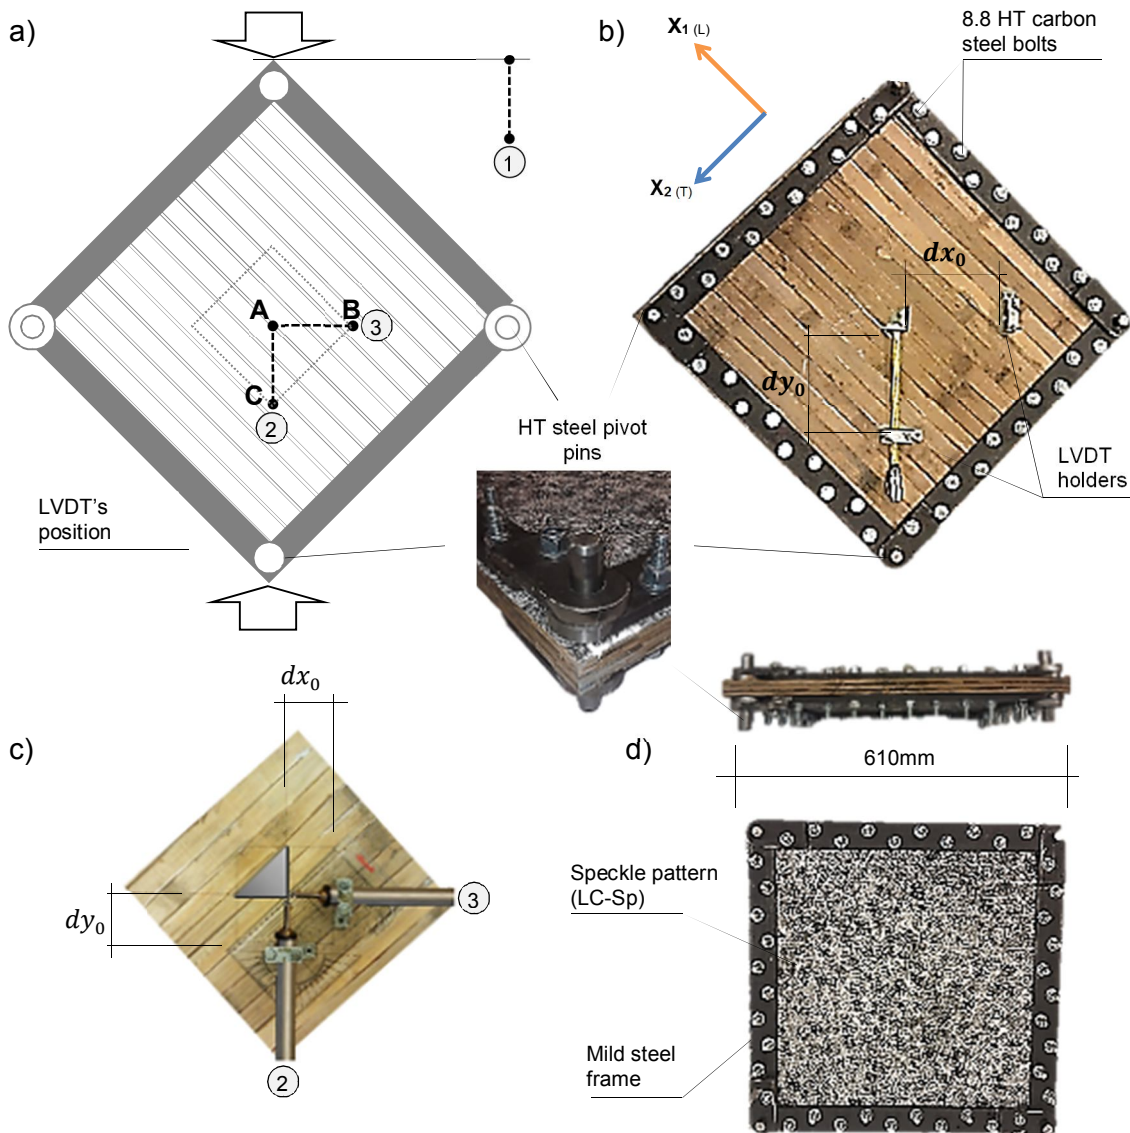 a)
1
A
B
3
C
2
LVDT's
position
b)
X1 (L)
X2 (T)
8.8 HT carbon
steel bolts
dx0
dy0
HT steel pivot
pins
LVDT
holders
c)
dx0
dy0
3
2
d)
610mm
Speckle pattern
(LC-Sp)
Mild steel
frame